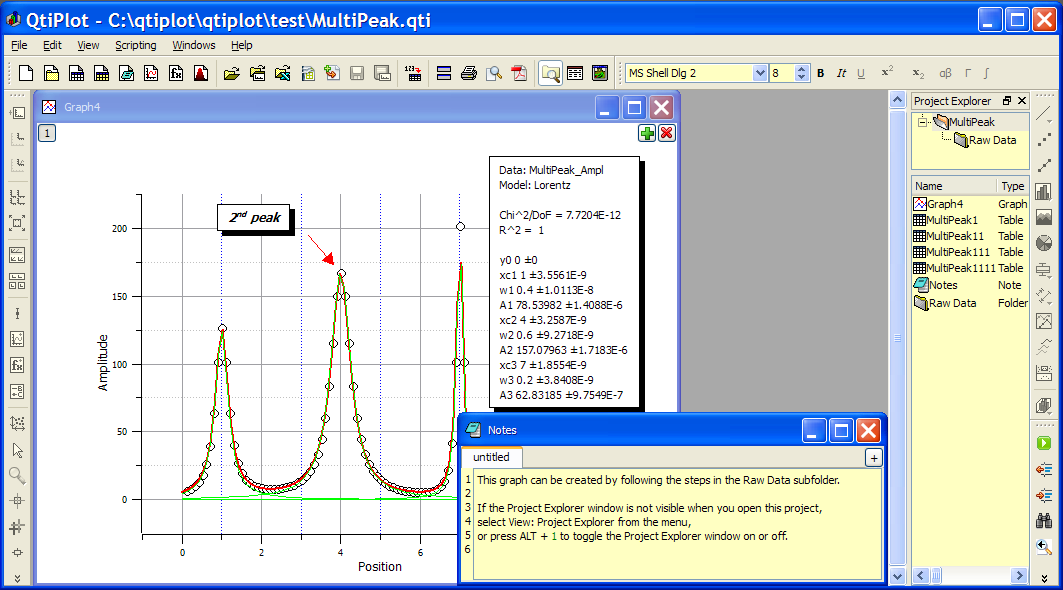 QtiPlot - C:\qtiplot\qtiplot\test\MultiPeak.qti
File Edit View Scripting Windows Help
MS Shell Dlg 2 8 B It U x² x₂ αβ Γ ∫
Graph4
1
Data: MultiPeak_Ampl
Model: Lorentz
Chi^2/DoF = 7.7204E-12
R^2 = 1
y0 0 ±0
xc1 1 ±3.5561E-9
w1 0.4 ±1.0113E-8
A1 78.53982 ±1.4088E-6
xc2 4 ±3.2587E-9
w2 0.6 ±9.2718E-9
A2 157.07963 ±1.7183E-6
xc3 7 ±1.8554E-9
w3 0.2 ±3.8408E-9
A3 62.83185 ±9.7549E-7
2nd peak
200
150
100
50
0
0 2 4 6
Amplitude
Position
Notes
untitled
1 This graph can be created by following the steps in the Raw Data subfolder.
2
3 If the Project Explorer window is not visible when you open this project,
4 select View: Project Explorer from the menu,
5 or press ALT + 1 to toggle the Project Explorer window on or off.
6
Project Explorer
MultiPeak
Raw Data
Name Type
Graph4 Graph
MultiPeak1 Table
MultiPeak11 Table
MultiPeak111 Table
MultiPeak1111 Table
Notes Note
Raw Data Folder